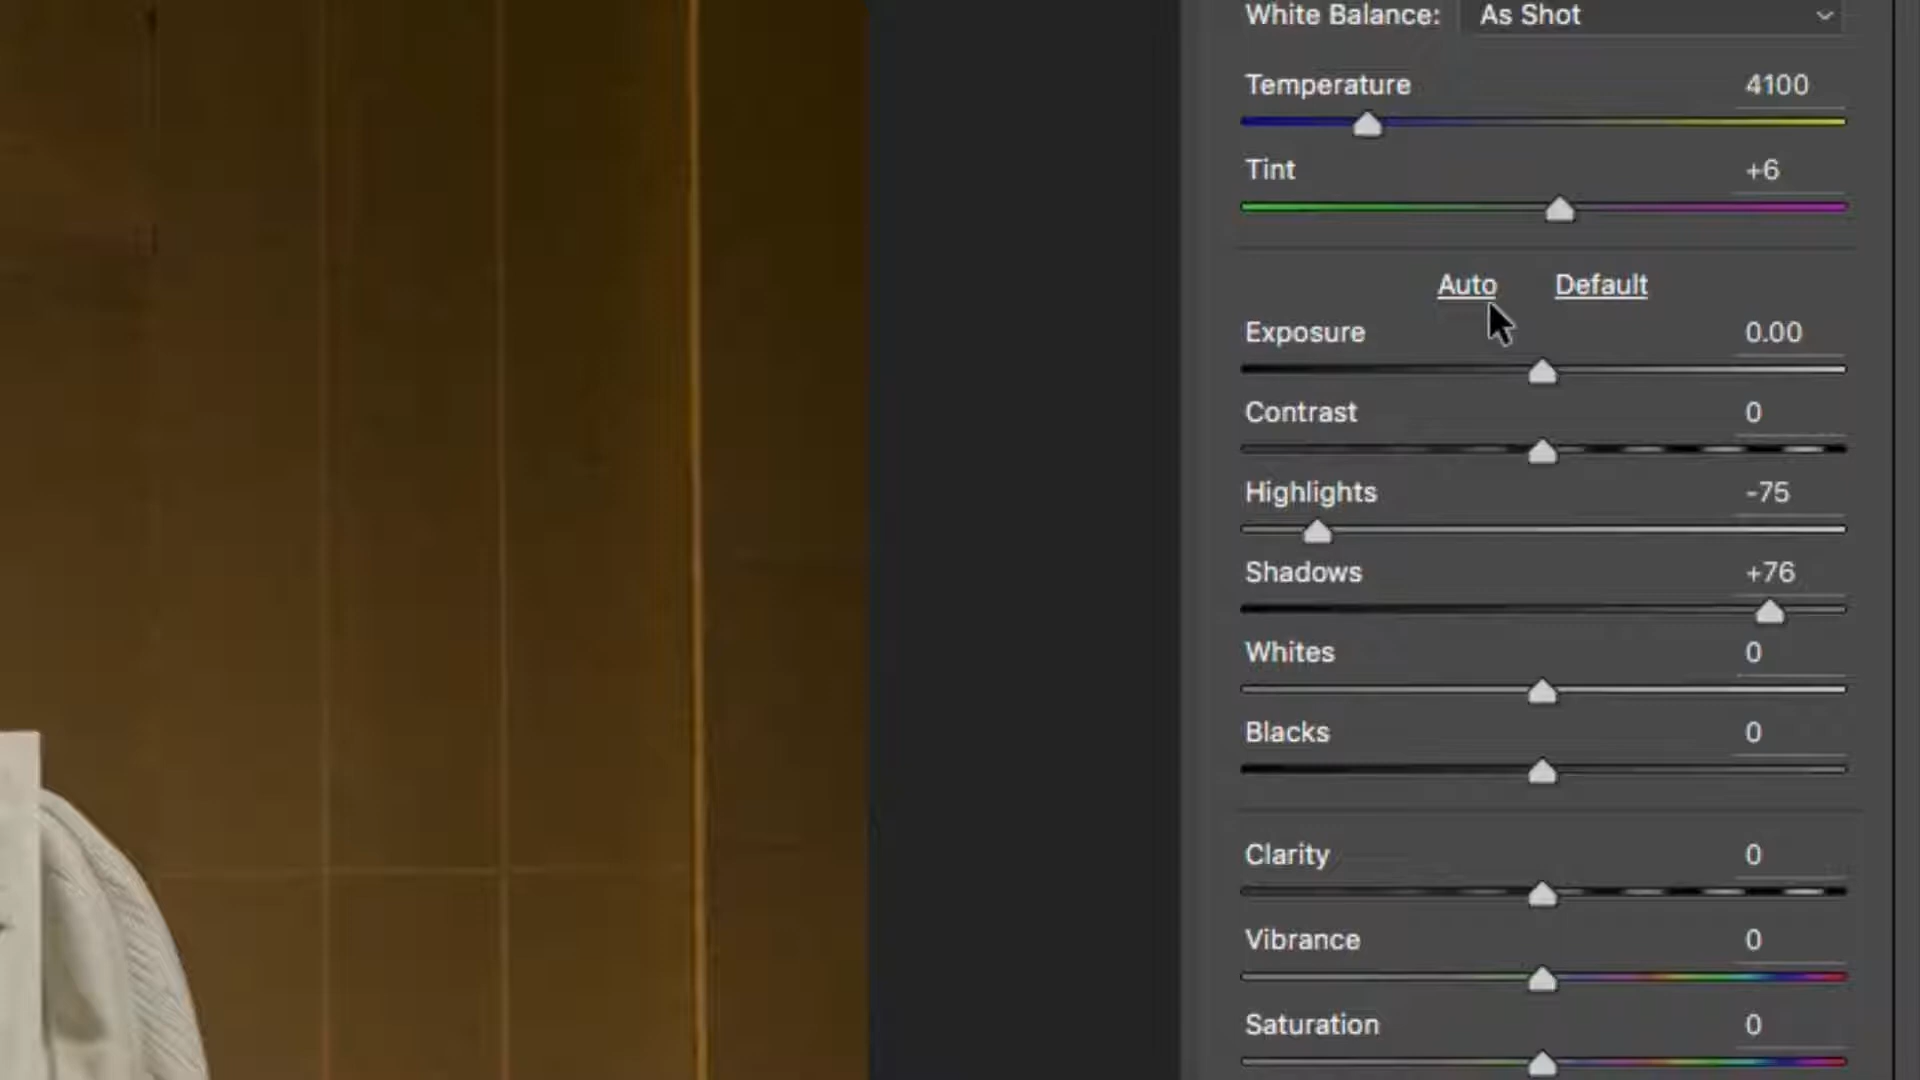 White Balance: As Shot
Temperature 4100
Tint +6
Auto Default
Exposure 0.00
Contrast 0
Highlights -75
Shadows +76
Whites 0
Blacks 0
Clarity 0
Vibrance 0
Saturation 0